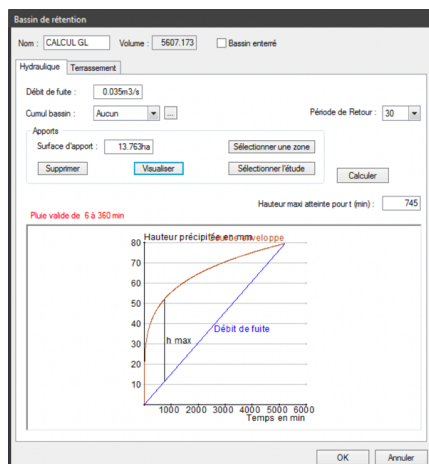 Bassin de rétention
Nom : CALCUL GL Volume : 5607.173 Bassin enterré
Hydraulique Terrassement
Débit de fuite : 0.035m3/s
Cumul bassin : Aucun ... Période de Retour : 30
Apports
Surface d'apport : 13.763ha Sélectionner une zone
Supprimer Visualiser Sélectionner l'étude Calculer
Hauteur maxi atteinte pour t (min) : 745
Pluie valide de 6 à 360 min
Hauteur précipitée en mm
enveloppe
80
70
60
50
40
30
20
10
Débit de fuite
h max
1000 2000 3000 4000 5000 6000
Temps en min
OK Annuler